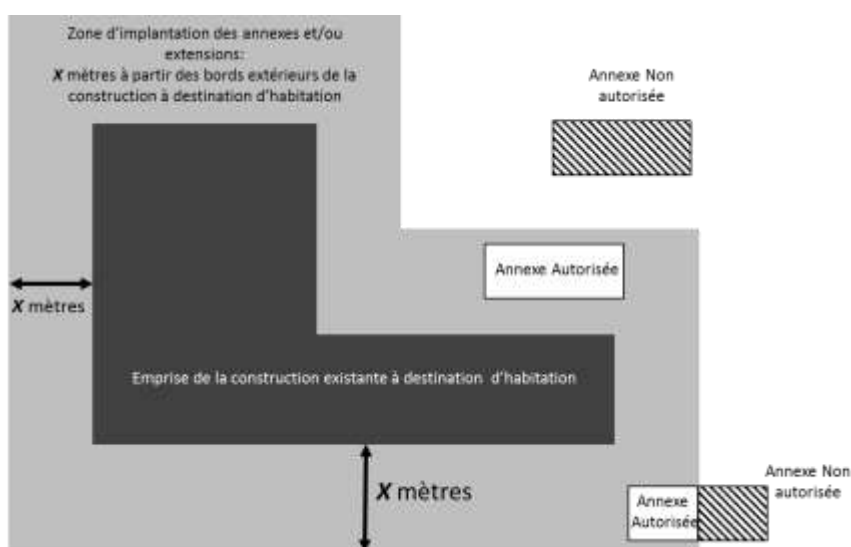 Zone d'implantation des annexes et/ou
extensions:
X mètres à partir des bords extérieurs de la
construction à destination d'habitation
Annexe Non
autorisée
Annexe Autorisée
X mètres
Emprise de la construction existante à destination d'habitation
X mètres
Annexe
Autorisée
Annexe Non
autorisée